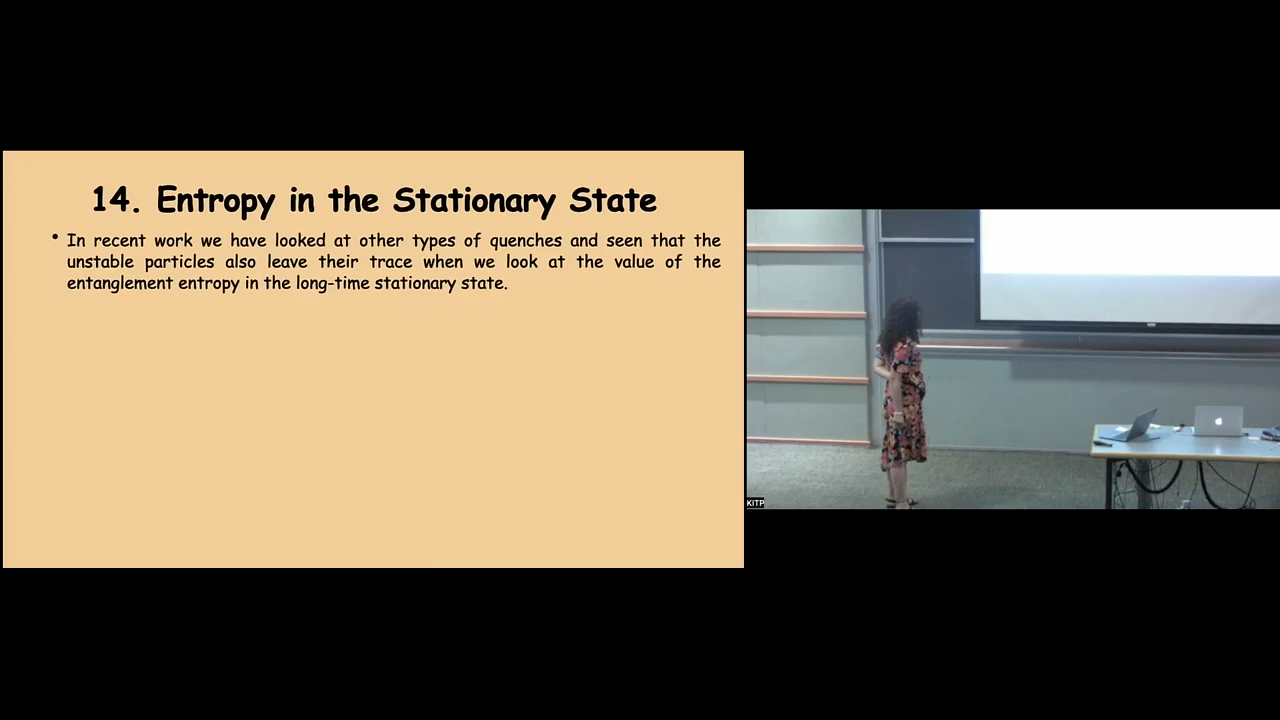 14. Entropy in the Stationary State
• In recent work we have looked at other types of quenches and seen that the
unstable particles also leave their trace when we look at the value of the
entanglement entropy in the long-time stationary state.
KITP